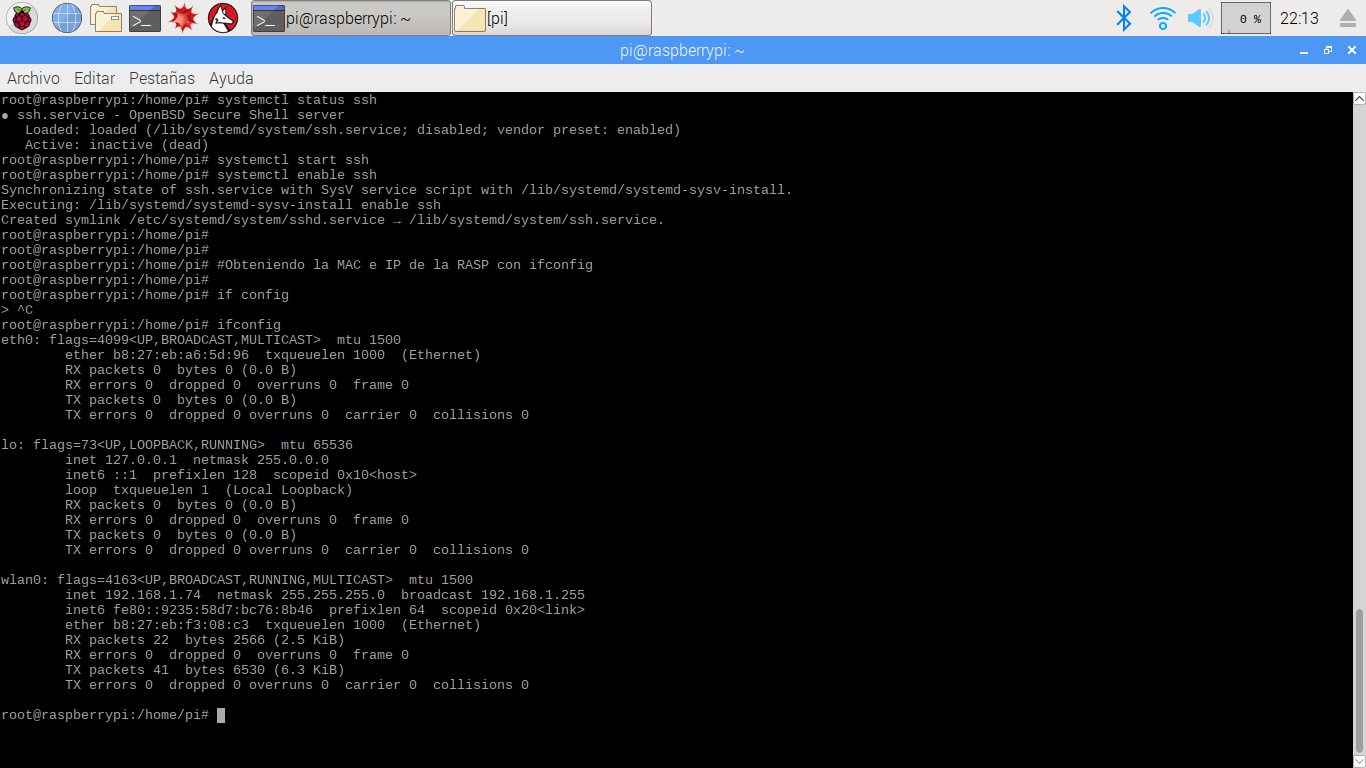 pi@raspberrypi: ~
[pi]
0 %
22:13
pi@raspberrypi: ~
Archivo Editar Pestañas Ayuda
root@raspberrypi:/home/pi# systemctl status ssh
● ssh.service - OpenBSD Secure Shell server
   Loaded: loaded (/lib/systemd/system/ssh.service; disabled; vendor preset: enabled)
   Active: inactive (dead)
root@raspberrypi:/home/pi# systemctl start ssh
root@raspberrypi:/home/pi# systemctl enable ssh
Synchronizing state of ssh.service with SysV service script with /lib/systemd/systemd-sysv-install.
Executing: /lib/systemd/systemd-sysv-install enable ssh
Created symlink /etc/systemd/system/sshd.service → /lib/systemd/system/ssh.service.
root@raspberrypi:/home/pi#
root@raspberrypi:/home/pi#
root@raspberrypi:/home/pi# #Obteniendo la MAC e IP de la RASP con ifconfig
root@raspberrypi:/home/pi#
root@raspberrypi:/home/pi# if config
> ^C
root@raspberrypi:/home/pi# ifconfig
eth0: flags=4099<UP,BROADCAST,MULTICAST>  mtu 1500
        ether b8:27:eb:a6:5d:96  txqueuelen 1000  (Ethernet)
        RX packets 0  bytes 0 (0.0 B)
        RX errors 0  dropped 0  overruns 0  frame 0
        TX packets 0  bytes 0 (0.0 B)
        TX errors 0  dropped 0 overruns 0  carrier 0  collisions 0

lo: flags=73<UP,LOOPBACK,RUNNING>  mtu 65536
        inet 127.0.0.1  netmask 255.0.0.0
        inet6 ::1  prefixlen 128  scopeid 0x10<host>
        loop  txqueuelen 1  (Local Loopback)
        RX packets 0  bytes 0 (0.0 B)
        RX errors 0  dropped 0  overruns 0  frame 0
        TX packets 0  bytes 0 (0.0 B)
        TX errors 0  dropped 0 overruns 0  carrier 0  collisions 0

wlan0: flags=4163<UP,BROADCAST,RUNNING,MULTICAST>  mtu 1500
        inet 192.168.1.74  netmask 255.255.255.0  broadcast 192.168.1.255
        inet6 fe80::9235:58d7:bc76:8b46  prefixlen 64  scopeid 0x20<link>
        ether b8:27:eb:f3:08:c3  txqueuelen 1000  (Ethernet)
        RX packets 22  bytes 2566 (2.5 KiB)
        RX errors 0  dropped 0  overruns 0  frame 0
        TX packets 41  bytes 6530 (6.3 KiB)
        TX errors 0  dropped 0 overruns 0  carrier 0  collisions 0

root@raspberrypi:/home/pi#